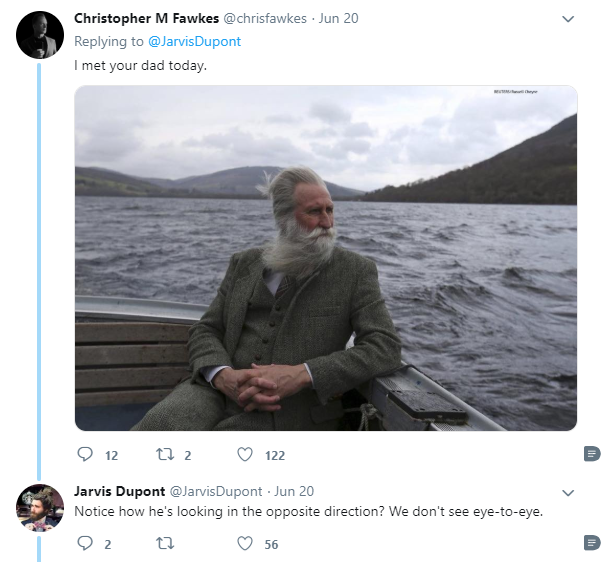 Christopher M Fawkes @chrisfawkes · Jun 20
Replying to @JarvisDupont
I met your dad today.
REUTERS/Russell Cheyne
12 2 122
Jarvis Dupont @JarvisDupont · Jun 20
Notice how he's looking in the opposite direction? We don't see eye-to-eye.
2 56